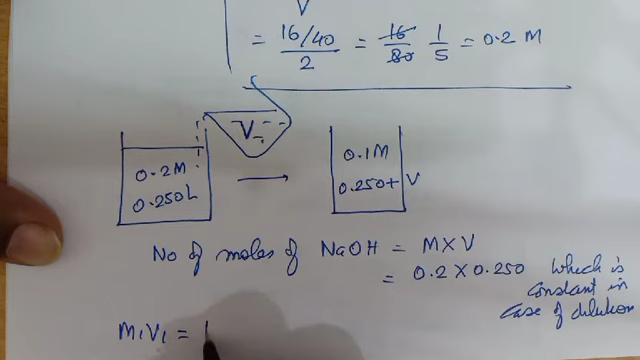 V
= 16/40 / 2 = 16/80 1/5 = 0.2 M
V
0.2M
0.250L
0.1M
0.250+ V
No of moles of NaOH = M×V
= 0.2 × 0.250 which is
constant in
case of dilution
M₁V₁ =